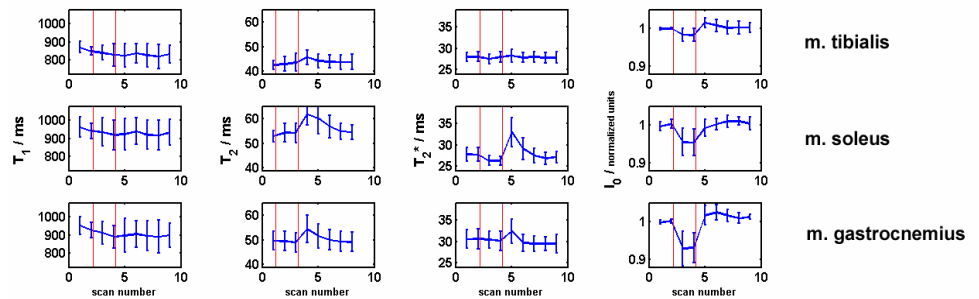 1000
900
800
60
50
40
35
30
25
1
0.9
0 5 10
0 5 10
0 5 10
0 5 10
m. tibialis
T1 / ms
1000
900
800
T2 / ms
60
50
40
T2* / ms
35
30
25
I0 / normalized units
1
0.9
0 5 10
0 5 10
0 5 10
0 5 10
m. soleus
1000
900
800
60
50
40
35
30
25
1
0.9
0 5 10
0 5 10
0 5 10
0 5 10
m. gastrocnemius
scan number
scan number
scan number
scan number